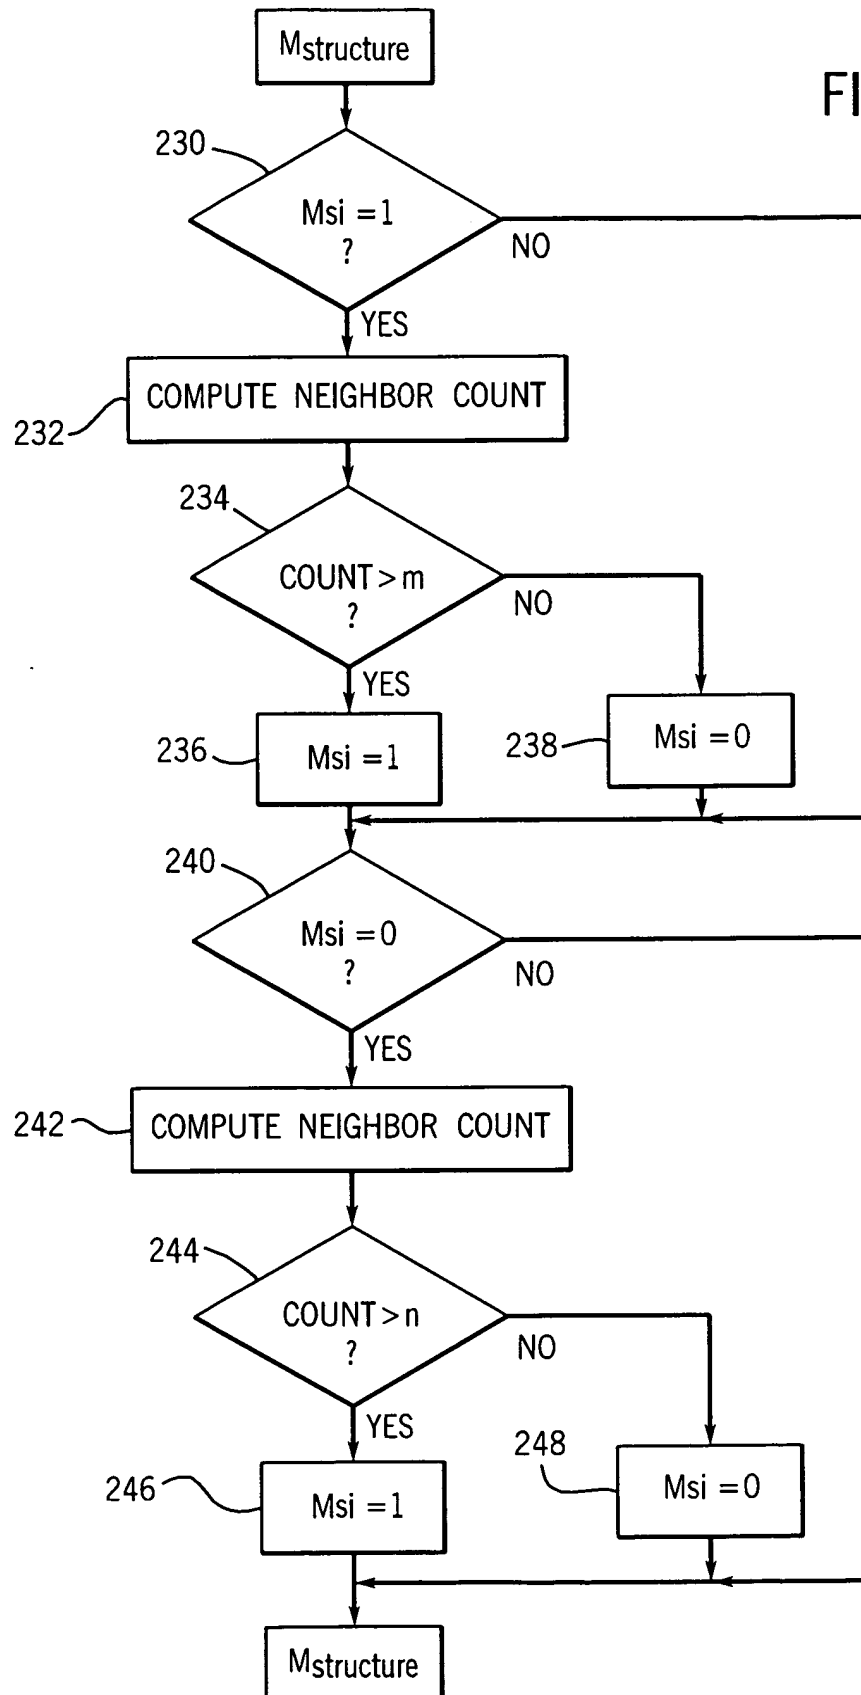 Mstructure
FI
230
Msi = 1
?
NO
YES
COMPUTE NEIGHBOR COUNT
232
234
COUNT > m
?
NO
YES
236
Msi = 1
238
Msi = 0
240
Msi = 0
?
NO
YES
242
COMPUTE NEIGHBOR COUNT
244
COUNT > n
?
NO
YES
246
Msi = 1
248
Msi = 0
Mstructure